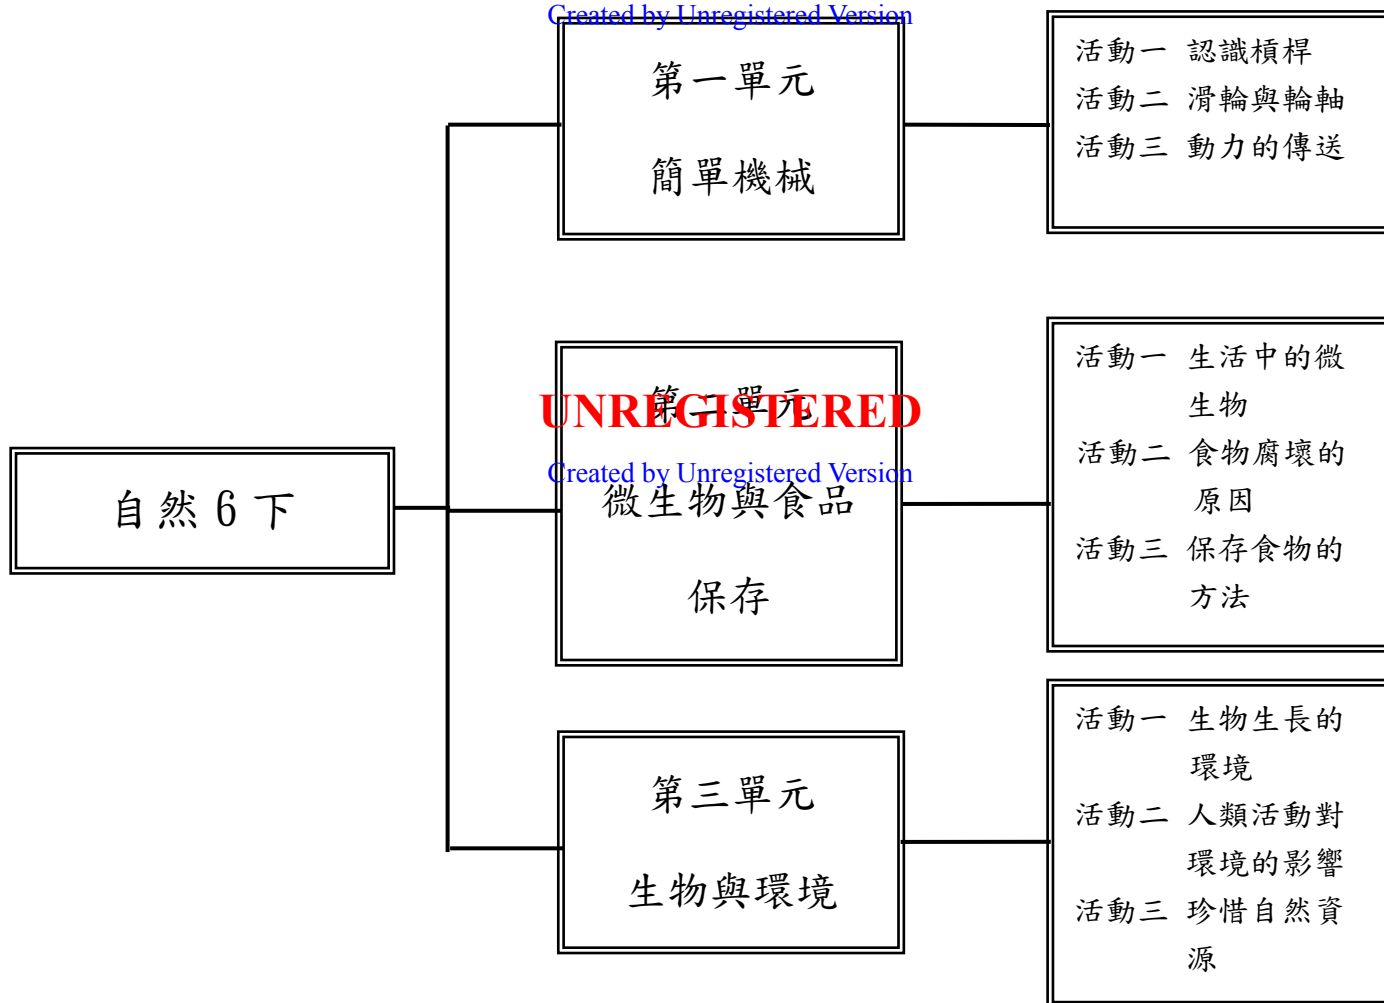 Created by Unregistered Version
第一單元
簡單機械
活動一 認識槓桿
活動二 滑輪與輪軸
活動三 動力的傳送
自然6下
第二單元
UNREGISTERED
Created by Unregistered Version
微生物與食品
保存
活動一 生活中的微
生物
活動二 食物腐壞的
原因
活動三 保存食物的
方法
第三單元
生物與環境
活動一 生物生長的
環境
活動二 人類活動對
環境的影響
活動三 珍惜自然資
源